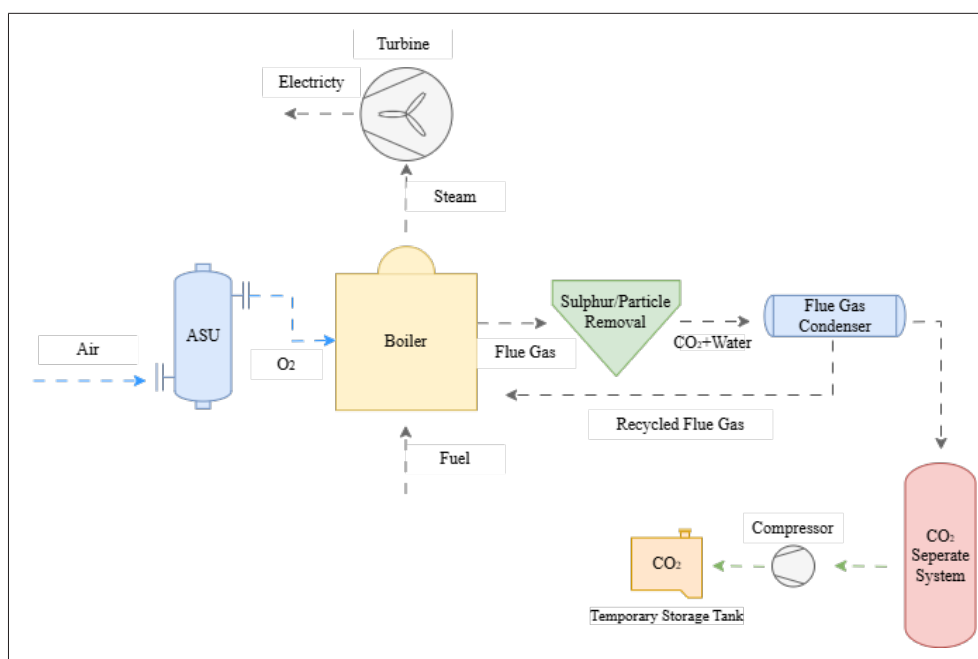 Turbine
Electricty
Steam
Air
ASU
O₂
Boiler
Flue Gas
Sulphur/Particle
Removal
CO₂+Water
Flue Gas
Condenser
Recycled Flue Gas
Fuel
Compressor
CO₂
Temporary Storage Tank
CO₂
Seperate
System